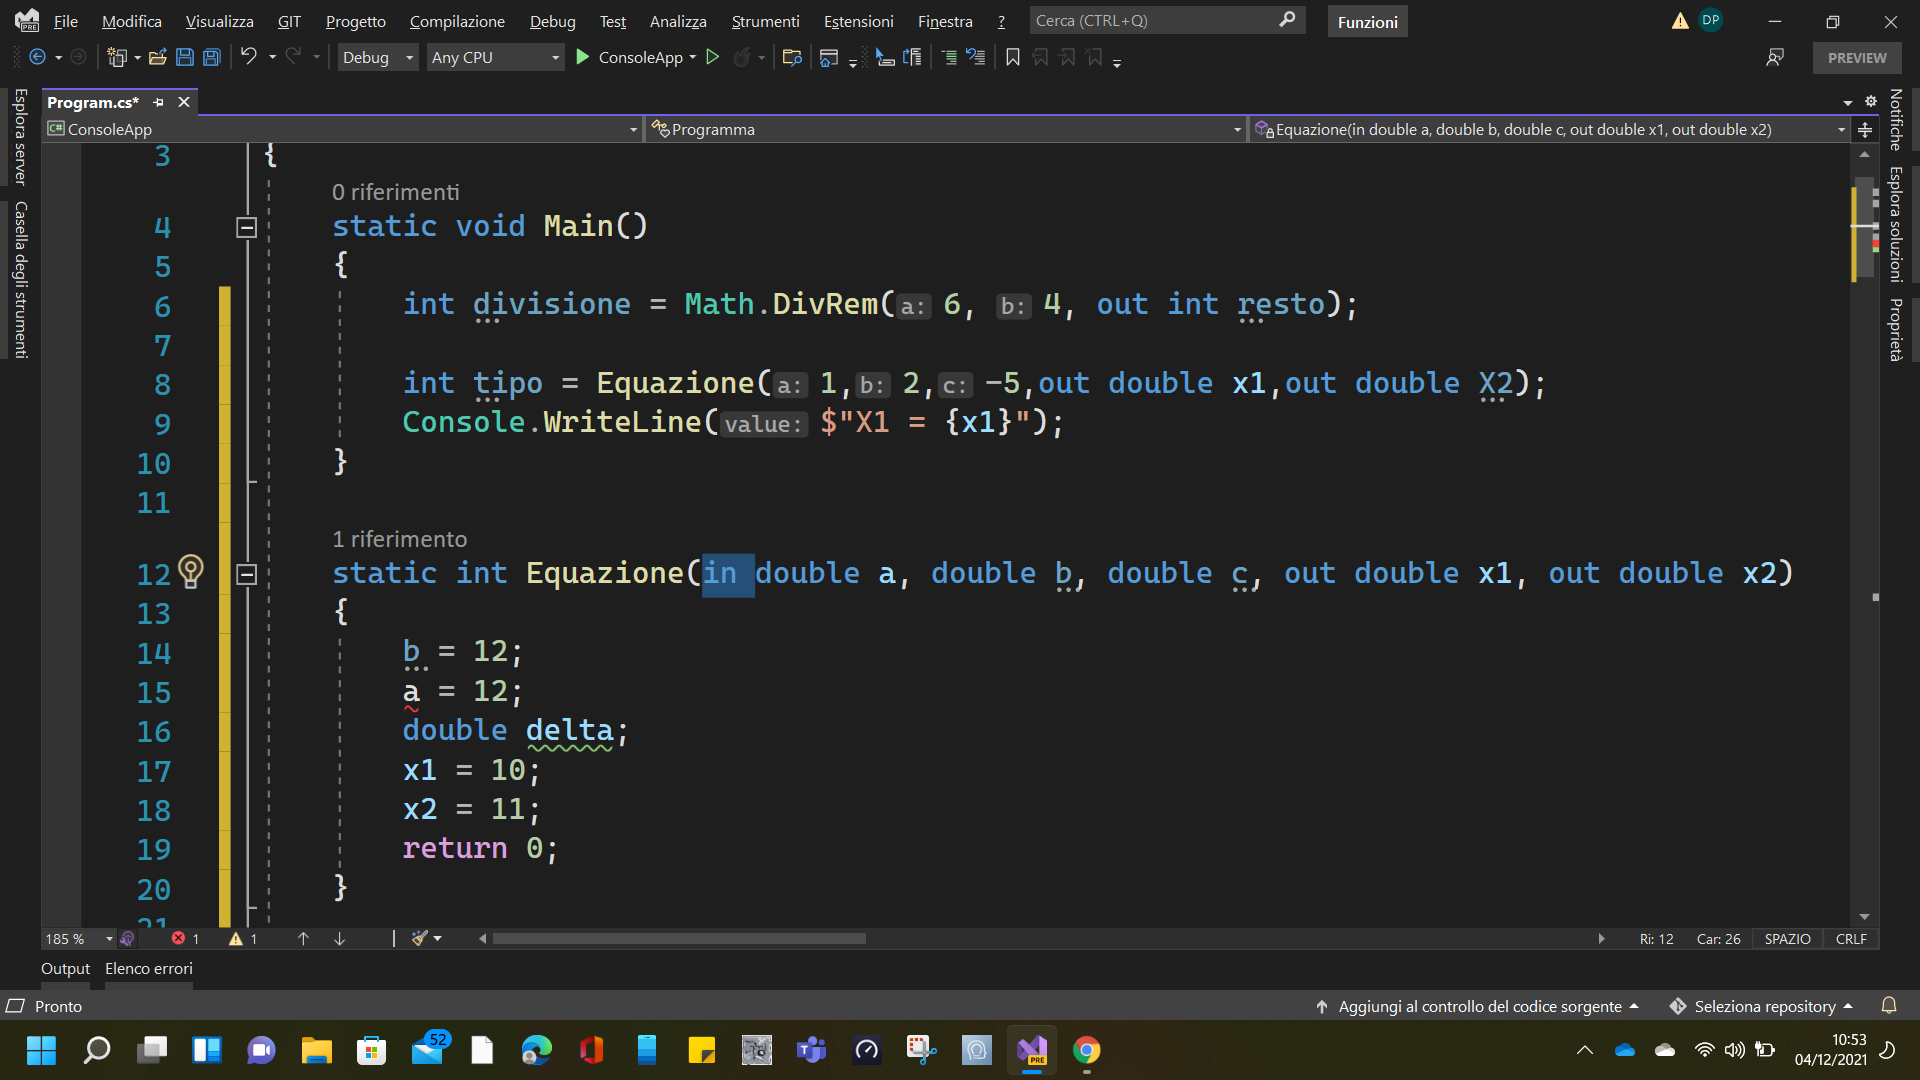 File Modifica Visualizza GIT Progetto Compilazione Debug Test Analizza Strumenti Estensioni Finestra ? Cerca (CTRL+Q) Funzioni DP
Debug Any CPU ConsoleApp PREVIEW
Program.cs*
C# ConsoleApp Programma Equazione(in double a, double b, double c, out double x1, out double x2)
Esplora server
Casella degli strumenti
3 {
0 riferimenti
4 static void Main()
5 {
6 int divisione = Math.DivRem(a: 6, b: 4, out int resto);
7
8 int tipo = Equazione(a: 1,b: 2,c: -5,out double x1,out double X2);
9 Console.WriteLine(value: $"X1 = {x1}");
10 }
11
1 riferimento
12 static int Equazione(in double a, double b, double c, out double x1, out double x2)
13 {
14 b = 12;
15 a = 12;
16 double delta;
17 x1 = 10;
18 x2 = 11;
19 return 0;
20 }
21
Notifiche
Esplora soluzioni
Proprietà
185 % 1 1 Ri: 12 Car: 26 SPAZIO CRLF
Output Elenco errori
Pronto Aggiungi al controllo del codice sorgente Seleziona repository
52 PRE 10:53
04/12/2021